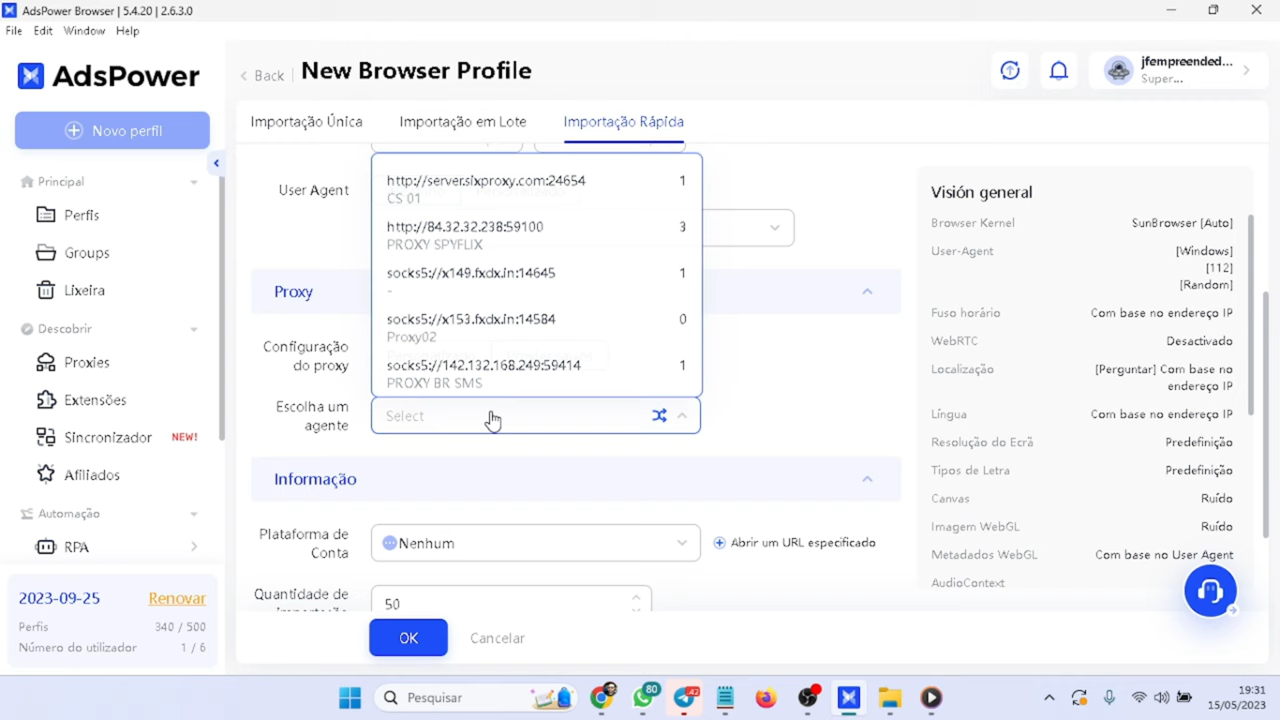 AdsPower Browser | 5.4.20 | 2.6.3.0
File Edit Window Help
AdsPower
Back
New Browser Profile
jfempreended...
Super...
Novo perfil
Importação Única
Importação em Lote
Importação Rápida
Principal
Perfis
Groups
Lixeira
Descobrir
Proxies
Extensões
Sincronizador NEW!
Afiliados
Automação
RPA
2023-09-25 Renovar
Perfis 340 / 500
Número do utilizador 1 / 6
User Agent
http://server.sixproxy.com:24654 1
CS 01
http://84.32.32.238:59100 3
PROXY SPYFLIX
socks5://x149.fxdx.in:14645 1
-
socks5://x153.fxdx.in:14584 0
Proxy02
socks5://142.132.168.249:59414 1
PROXY BR SMS
Proxy
Configuração
do proxy
Escolha um
agente
Select
Informação
Plataforma de
Conta
Nenhum
Abrir um URL especificado
Quantidade de
50
OK
Cancelar
Visión general
Browser Kernel SunBrowser [Auto]
User-Agent [Windows]
[112]
[Random]
Fuso horário Com base no endereço IP
WebRTC Desactivado
Localização [Perguntar] Com base no
endereço IP
Língua Com base no endereço IP
Resolução do Ecrã Predefinição
Tipos de Letra Predefinição
Canvas Ruído
Imagem WebGL Ruído
Metadados WebGL Com base no User Agent
AudioContext
Pesquisar
80
42
19:31
15/05/2023